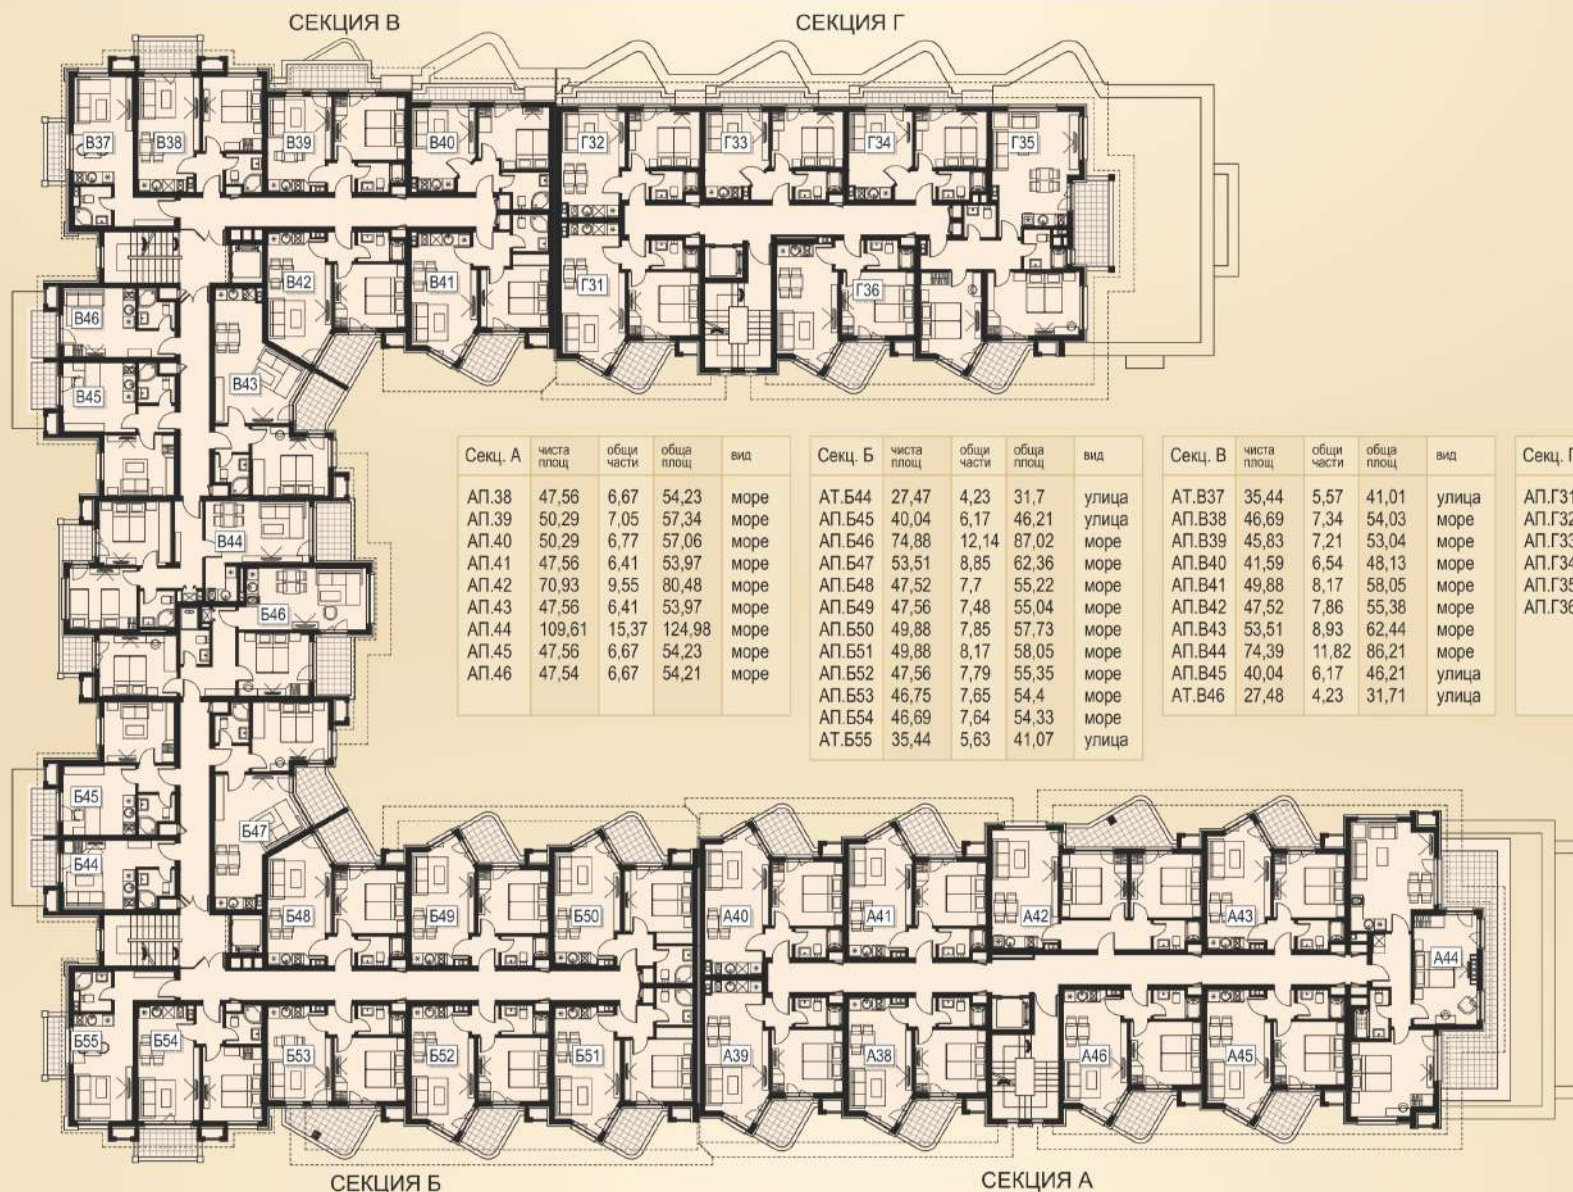 СЕКЦИЯ В
СЕКЦИЯ Г
В37
В38
В39
В40
Г32
Г33
Г34
Г35
В42
В41
Г31
Г36
В46
В45
В43
В44
Б46
Секц. А чиста площ общи части обща площ вид
АП.38 47,56 6,67 54,23 море
АП.39 50,29 7,05 57,34 море
АП.40 50,29 6,77 57,06 море
АП.41 47,56 6,41 53,97 море
АП.42 70,93 9,55 80,48 море
АП.43 47,56 6,41 53,97 море
АП.44 109,61 15,37 124,98 море
АП.45 47,56 6,67 54,23 море
АП.46 47,54 6,67 54,21 море
Секц. Б чиста площ общи части обща площ вид
АТ.Б44 27,47 4,23 31,7 улица
АП.Б45 40,04 6,17 46,21 улица
АП.Б46 74,88 12,14 87,02 море
АП.Б47 53,51 8,85 62,36 море
АП.Б48 47,52 7,7 55,22 море
АП.Б49 47,56 7,48 55,04 море
АП.Б50 49,88 7,85 57,73 море
АП.Б51 49,88 8,17 58,05 море
АП.Б52 47,56 7,79 55,35 море
АП.Б53 46,75 7,65 54,4 море
АП.Б54 46,69 7,64 54,33 море
АТ.Б55 35,44 5,63 41,07 улица
Секц. В чиста площ общи части обща площ вид
АТ.В37 35,44 5,57 41,01 улица
АП.В38 46,69 7,34 54,03 море
АП.В39 45,83 7,21 53,04 море
АП.В40 41,59 6,54 48,13 море
АП.В41 49,88 8,17 58,05 море
АП.В42 47,52 7,86 55,38 море
АП.В43 53,51 8,93 62,44 море
АП.В44 74,39 11,82 86,21 море
АП.В45 40,04 6,17 46,21 улица
АТ.В46 27,48 4,23 31,71 улица
Секц.
АП.Г31
АП.Г32
АП.Г33
АП.Г34
АП.Г35
АП.Г36
Б45
Б47
Б44
Б48
Б49
Б50
А40
А41
А42
А43
А44
Б55
Б54
Б53
Б52
Б51
А39
А38
А46
А45
СЕКЦИЯ Б
СЕКЦИЯ А